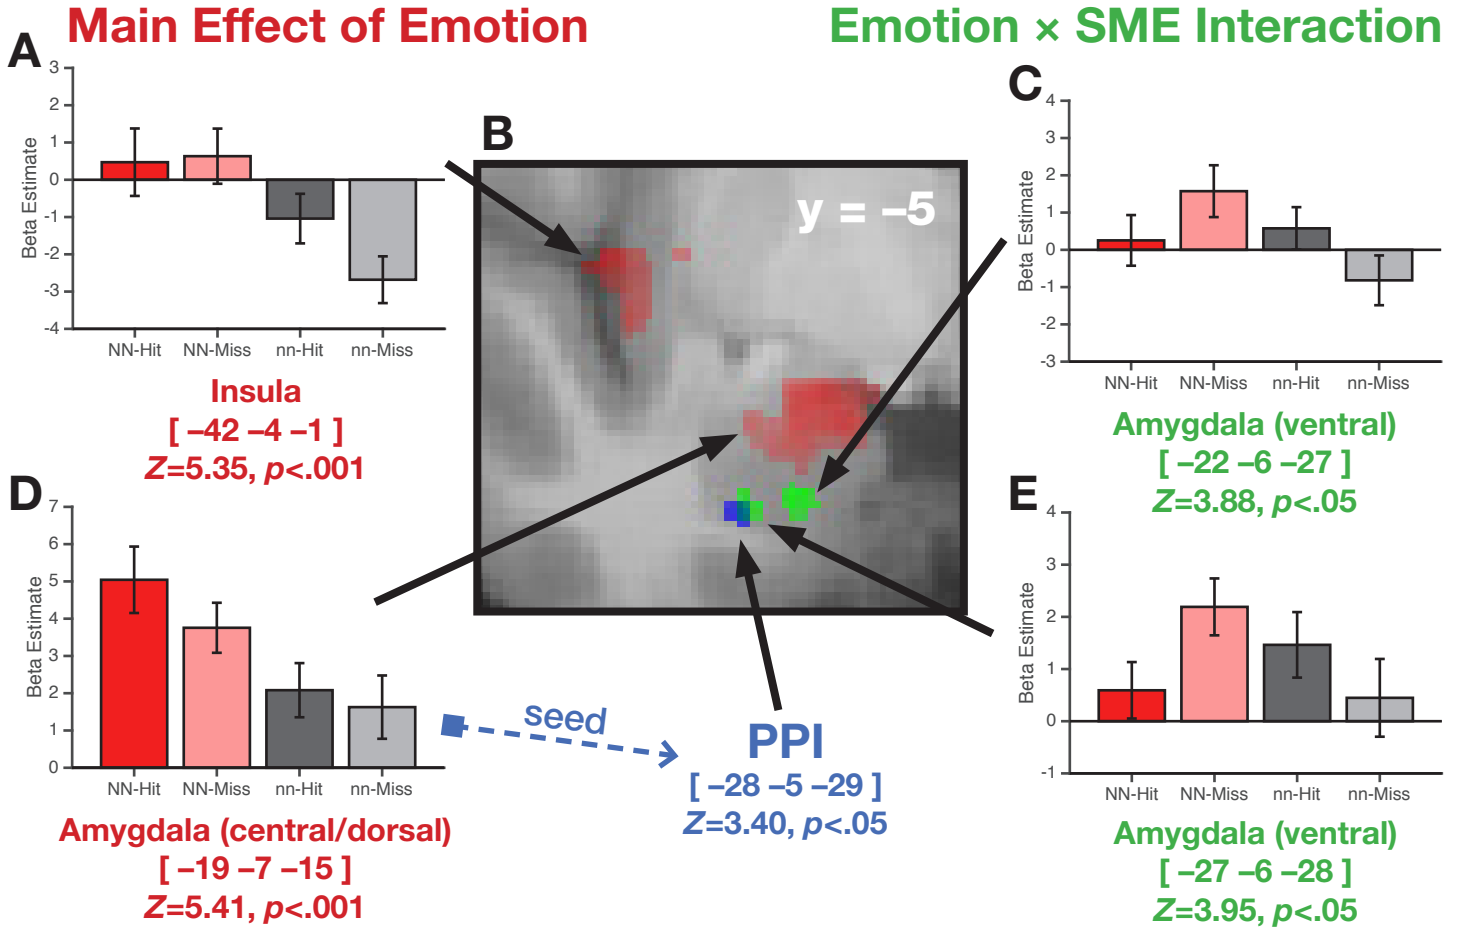 Main Effect of Emotion
Emotion × SME Interaction
A
3
2
1
0
-1
-2
-3
-4
Beta Estimate
NN-Hit NN-Miss nn-Hit nn-Miss
Insula
[ –42 –4 –1 ]
Z=5.35, p<.001
B
y = –5
C
4
3
2
1
0
-1
-2
-3
Beta Estimate
NN-Hit NN-Miss nn-Hit nn-Miss
Amygdala (ventral)
[ –22 –6 –27 ]
Z=3.88, p<.05
D
7
6
5
4
3
2
1
0
Beta Estimate
NN-Hit NN-Miss nn-Hit nn-Miss
Amygdala (central/dorsal)
[ –19 –7 –15 ]
Z=5.41, p<.001
seed
PPI
[ –28 –5 –29 ]
Z=3.40, p<.05
E
4
3
2
1
0
-1
Beta Estimate
NN-Hit NN-Miss nn-Hit nn-Miss
Amygdala (ventral)
[ –27 –6 –28 ]
Z=3.95, p<.05